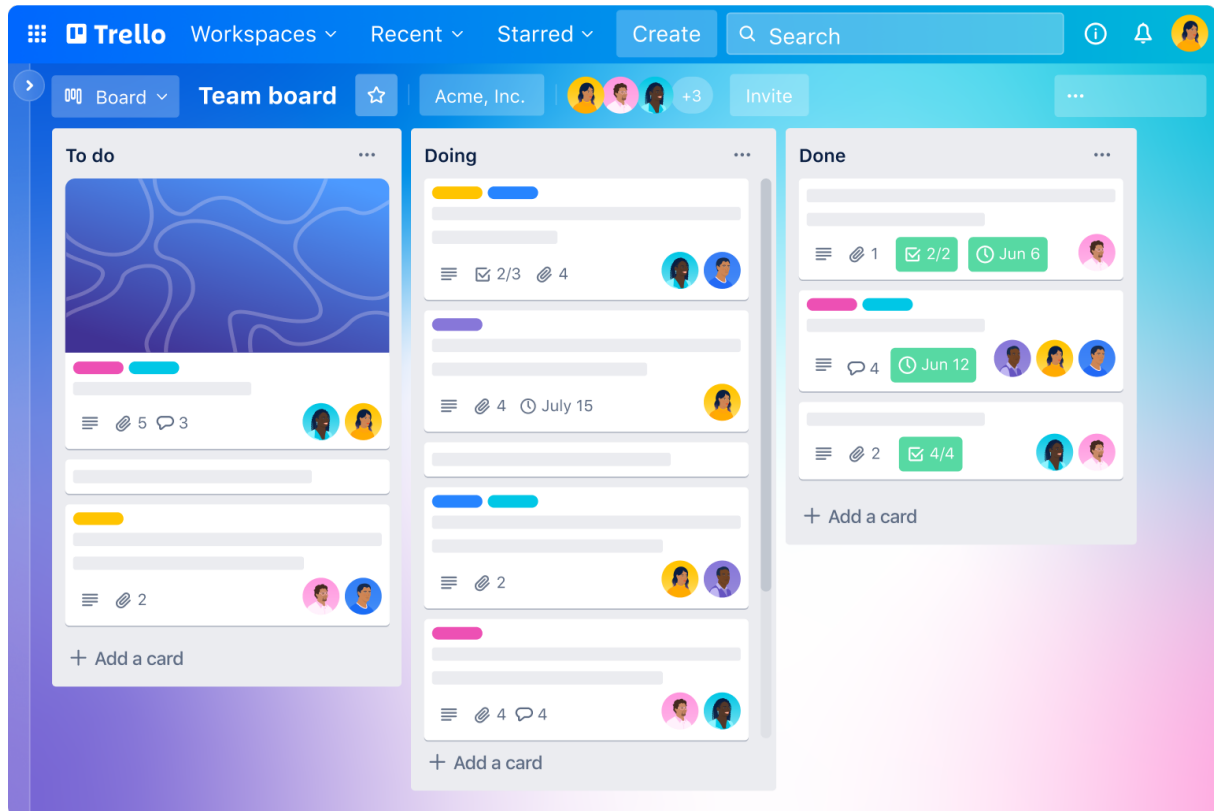 Trello Workspaces Recent Starred Create Search
Board Team board Acme, Inc. +3 Invite
To do
5 3
2
+ Add a card
Doing
2/3 4
4 July 15
2
4 4
+ Add a card
Done
1 2/2 Jun 6
4 Jun 12
2 4/4
+ Add a card